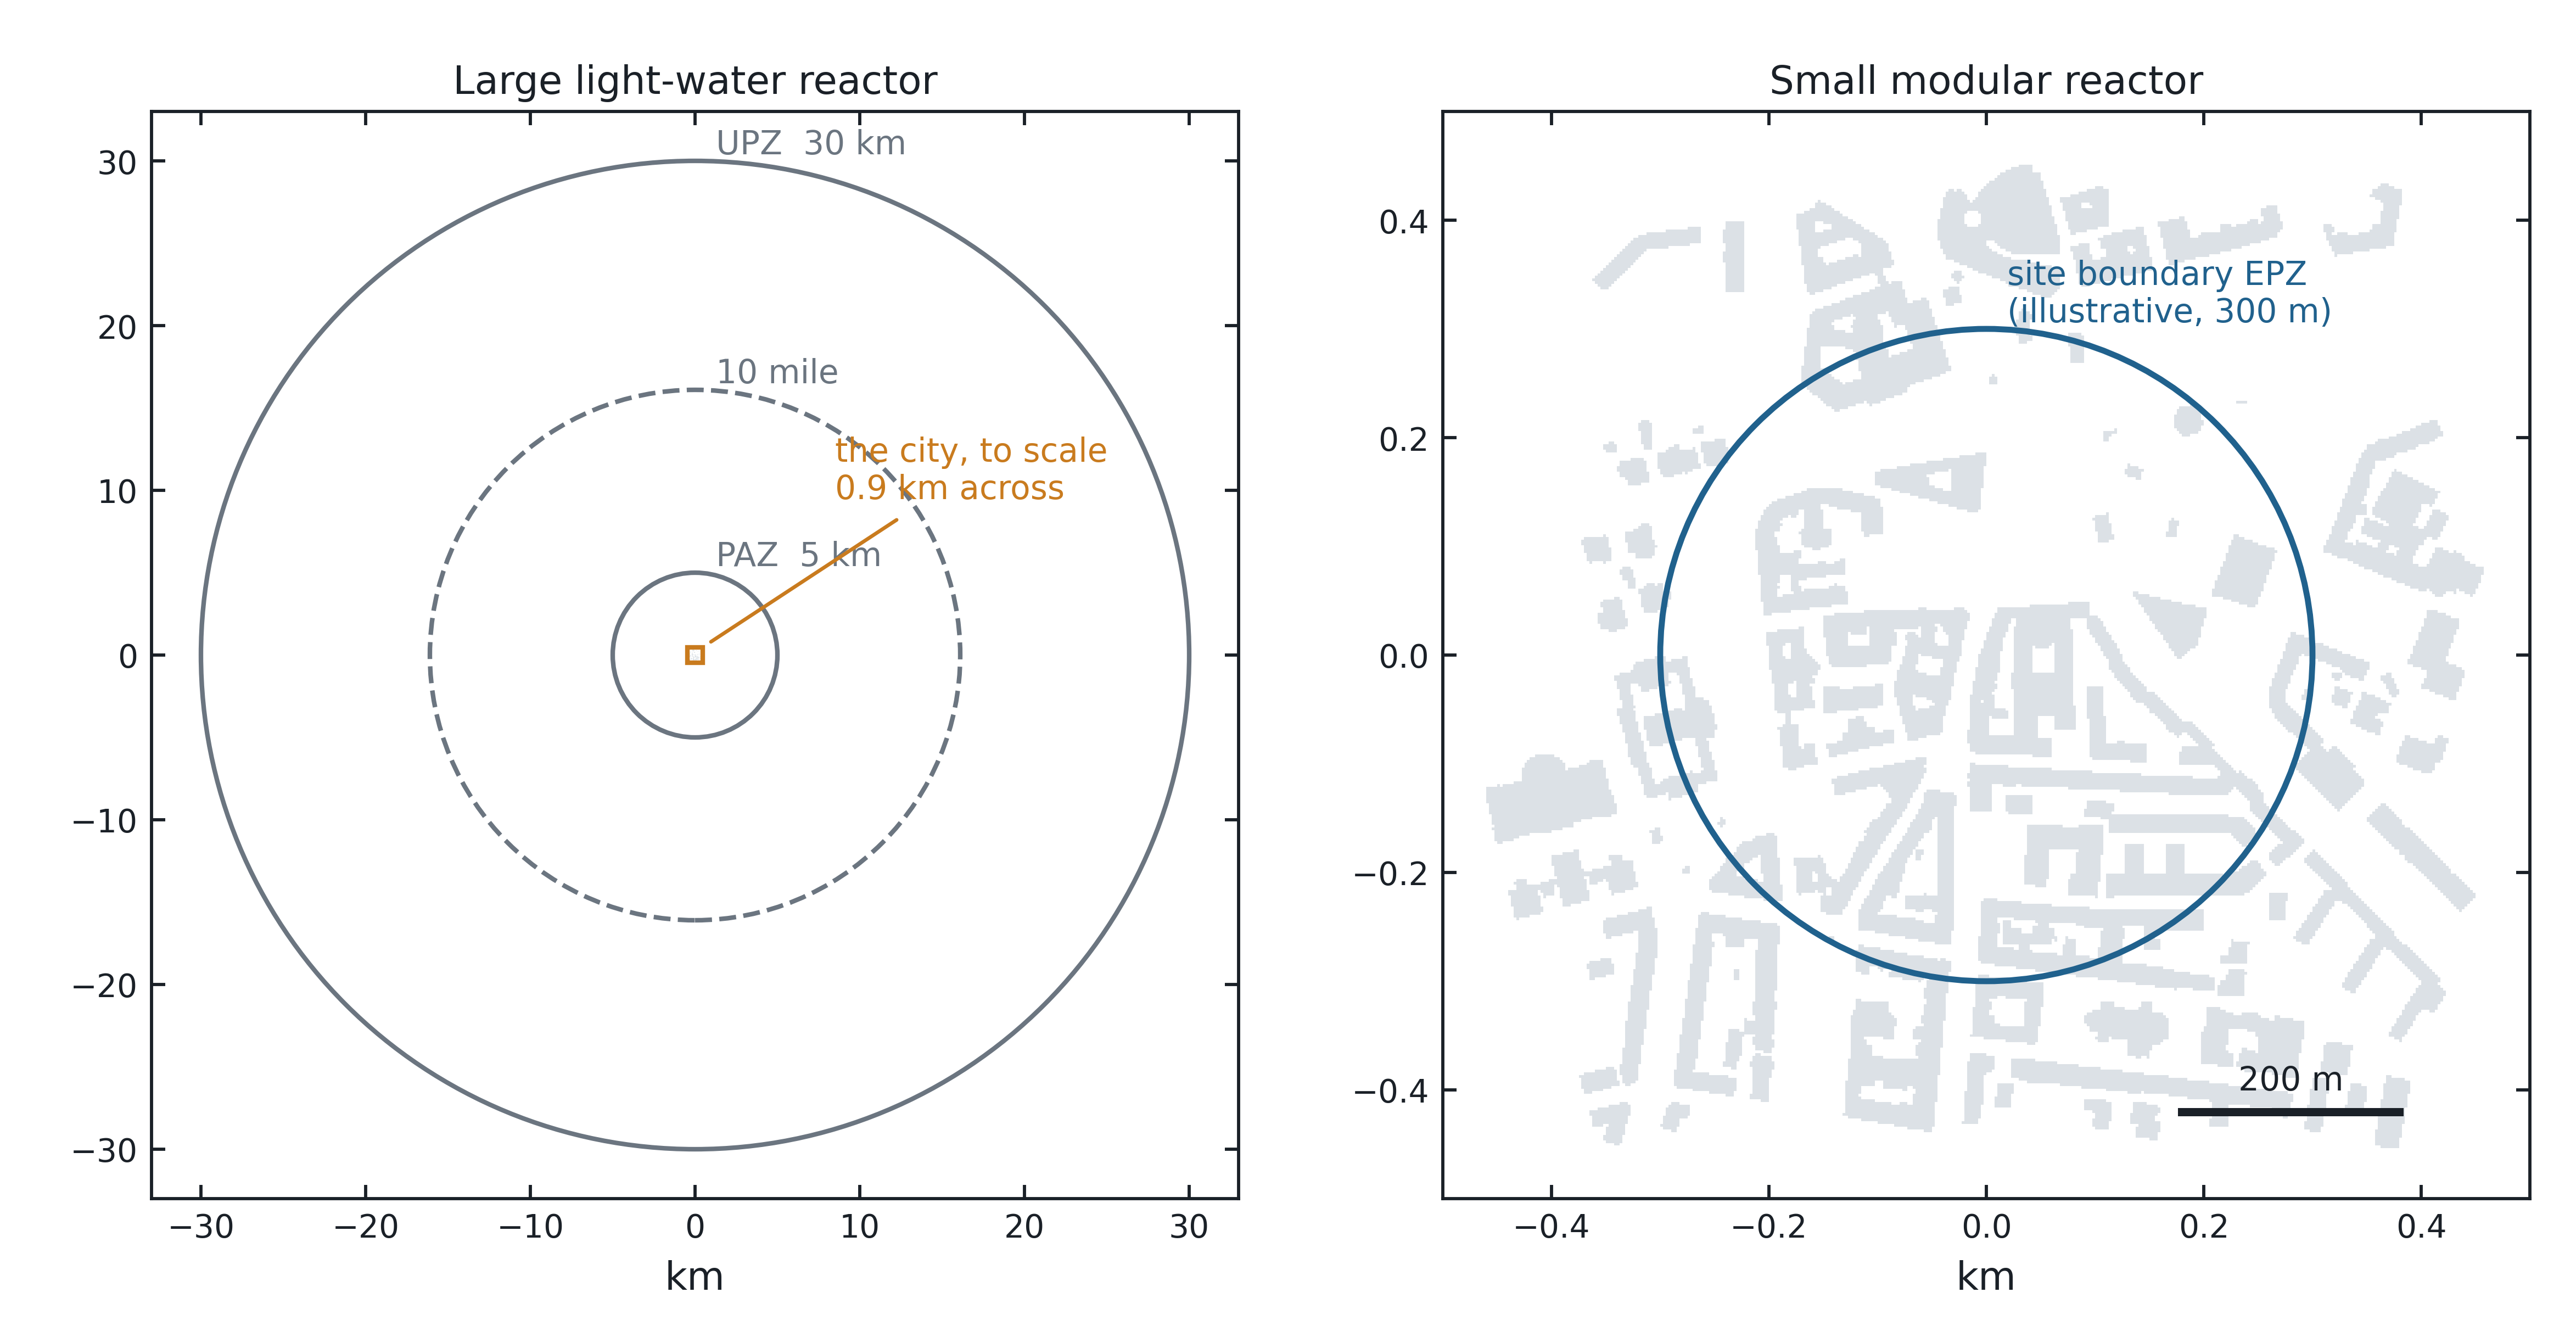 Large light-water reactor
UPZ  30 km
10 mile
the city, to scale
0.9 km across
PAZ  5 km
30
20
10
0
−10
−20
−30
−30
−20
−10
0
10
20
30
km
Small modular reactor
site boundary EPZ
(illustrative, 300 m)
200 m
0.4
0.2
0.0
−0.2
−0.4
−0.4
−0.2
0.0
0.2
0.4
km